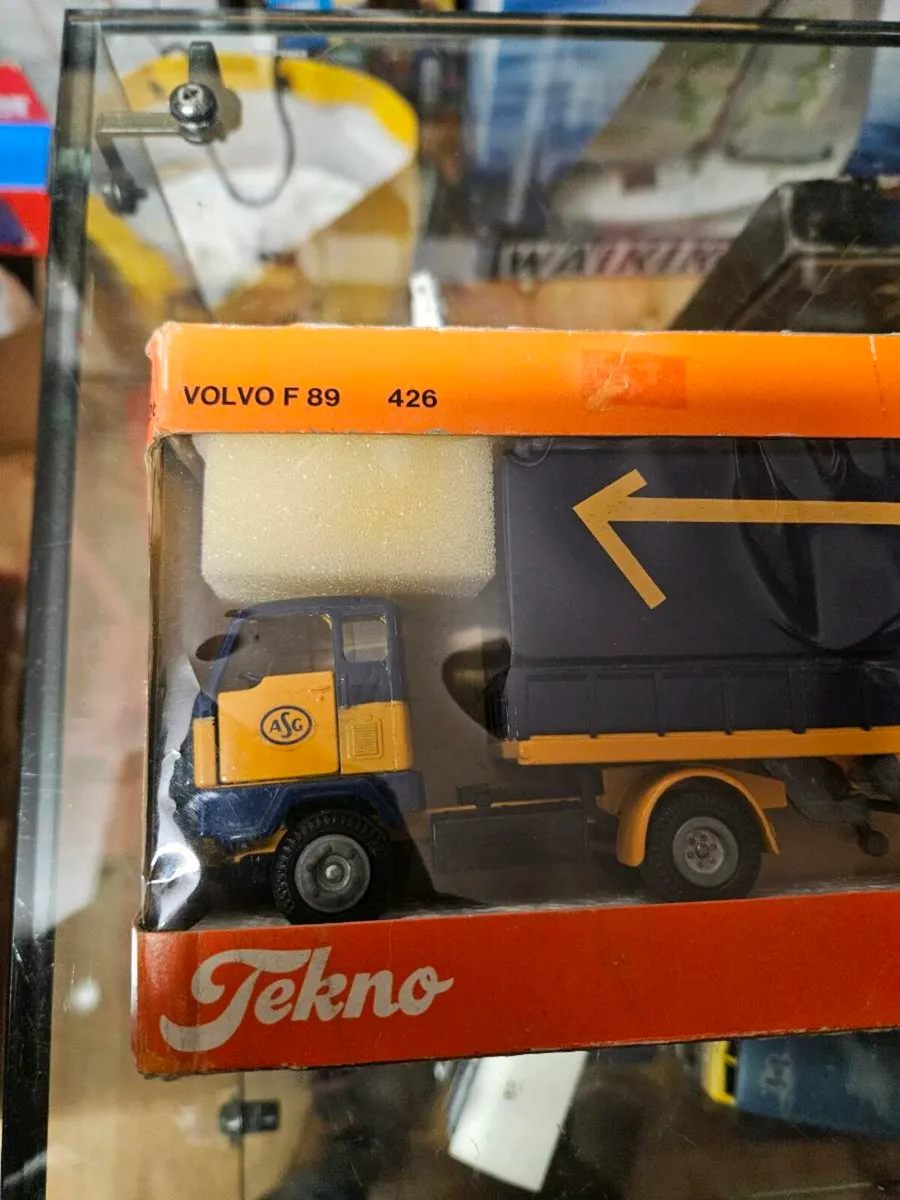 VOLVO F 89 426
ASG
Tekno